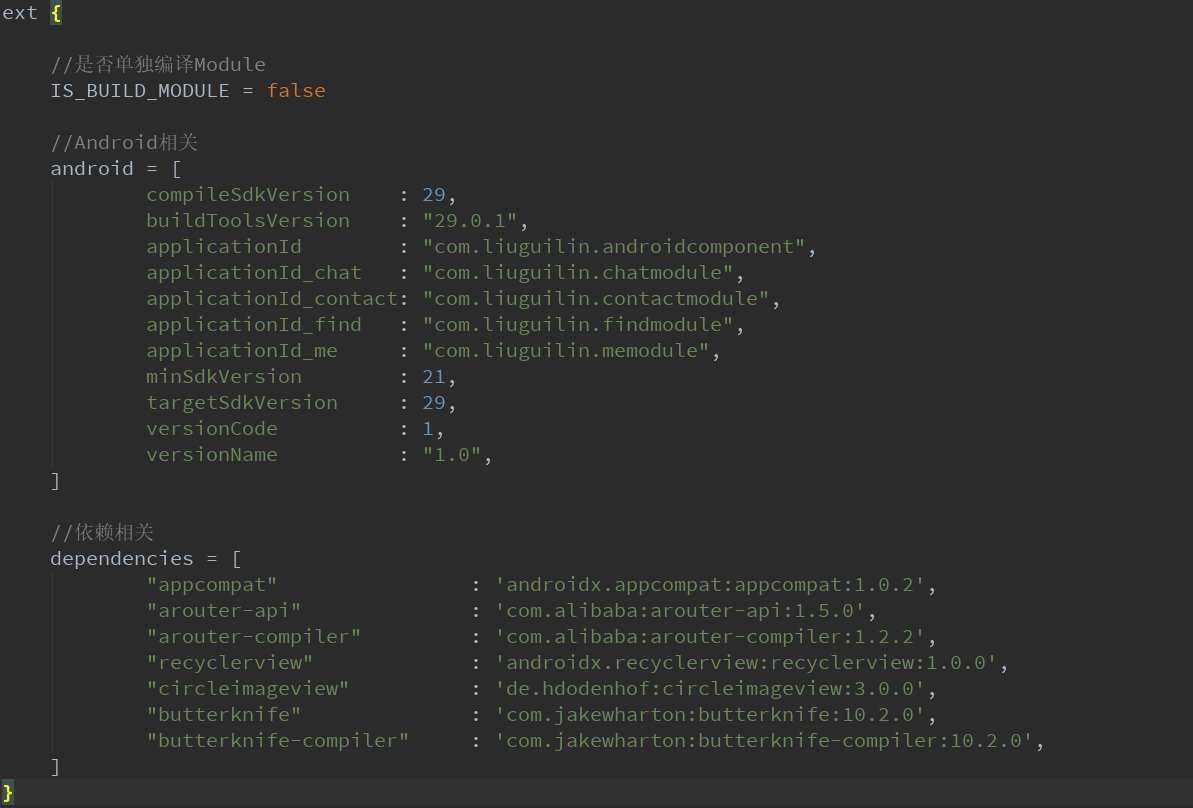 ext {
//是否单独编译Module
IS_BUILD_MODULE = false
//Android相关
android = [
compileSdkVersion    : 29,
buildToolsVersion    : "29.0.1",
applicationId        : "com.liuguilin.androidcomponent",
applicationId_chat   : "com.liuguilin.chatmodule",
applicationId_contact: "com.liuguilin.contactmodule",
applicationId_find   : "com.liuguilin.findmodule",
applicationId_me     : "com.liuguilin.memodule",
minSdkVersion        : 21,
targetSdkVersion     : 29,
versionCode          : 1,
versionName          : "1.0",
]
//依赖相关
dependencies = [
"appcompat"                : 'androidx.appcompat:appcompat:1.0.2',
"arouter-api"              : 'com.alibaba:arouter-api:1.5.0',
"arouter-compiler"         : 'com.alibaba:arouter-compiler:1.2.2',
"recyclerview"             : 'androidx.recyclerview:recyclerview:1.0.0',
"circleimageview"          : 'de.hdodenhof:circleimageview:3.0.0',
"butterknife"              : 'com.jakewharton:butterknife:10.2.0',
"butterknife-compiler"     : 'com.jakewharton:butterknife-compiler:10.2.0',
]
}